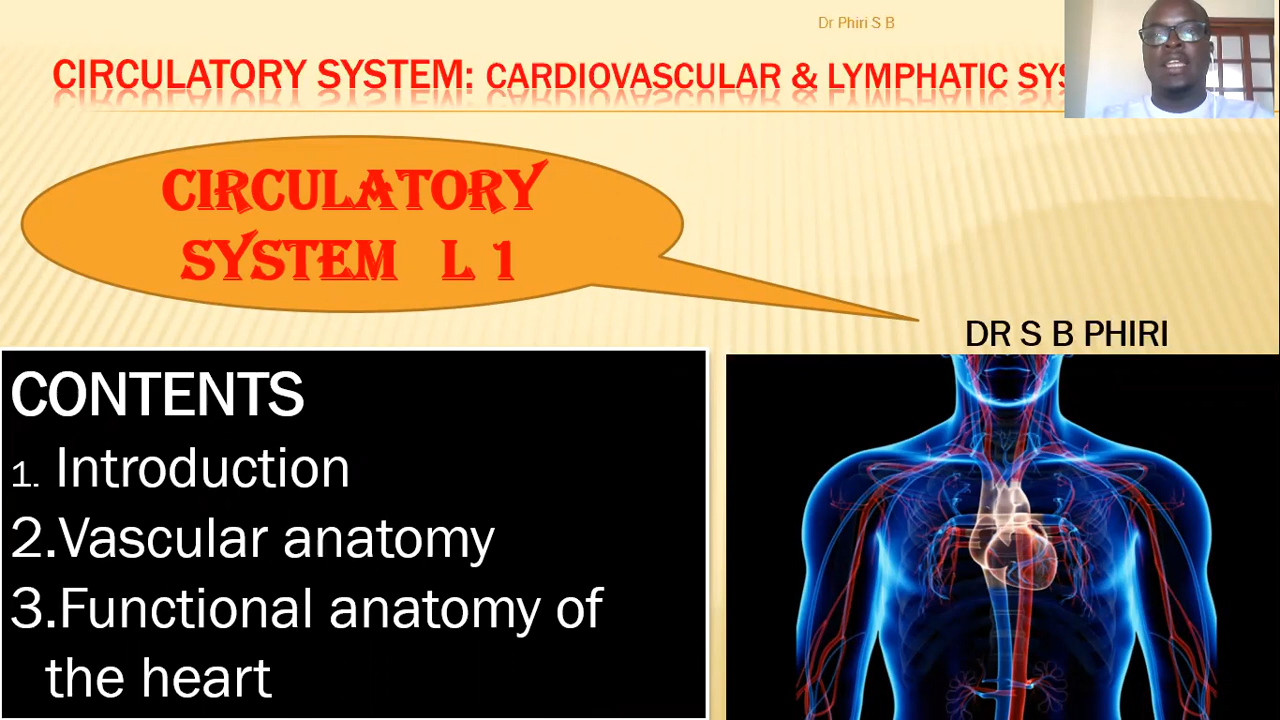 Dr Phiri S B
CIRCULATORY SYSTEM: CARDIOVASCULAR & LYMPHATIC
CIRCULATORY
SYSTEM L 1
DR S B PHIRI
CONTENTS
1. Introduction
2.Vascular anatomy
3.Functional anatomy of
the heart